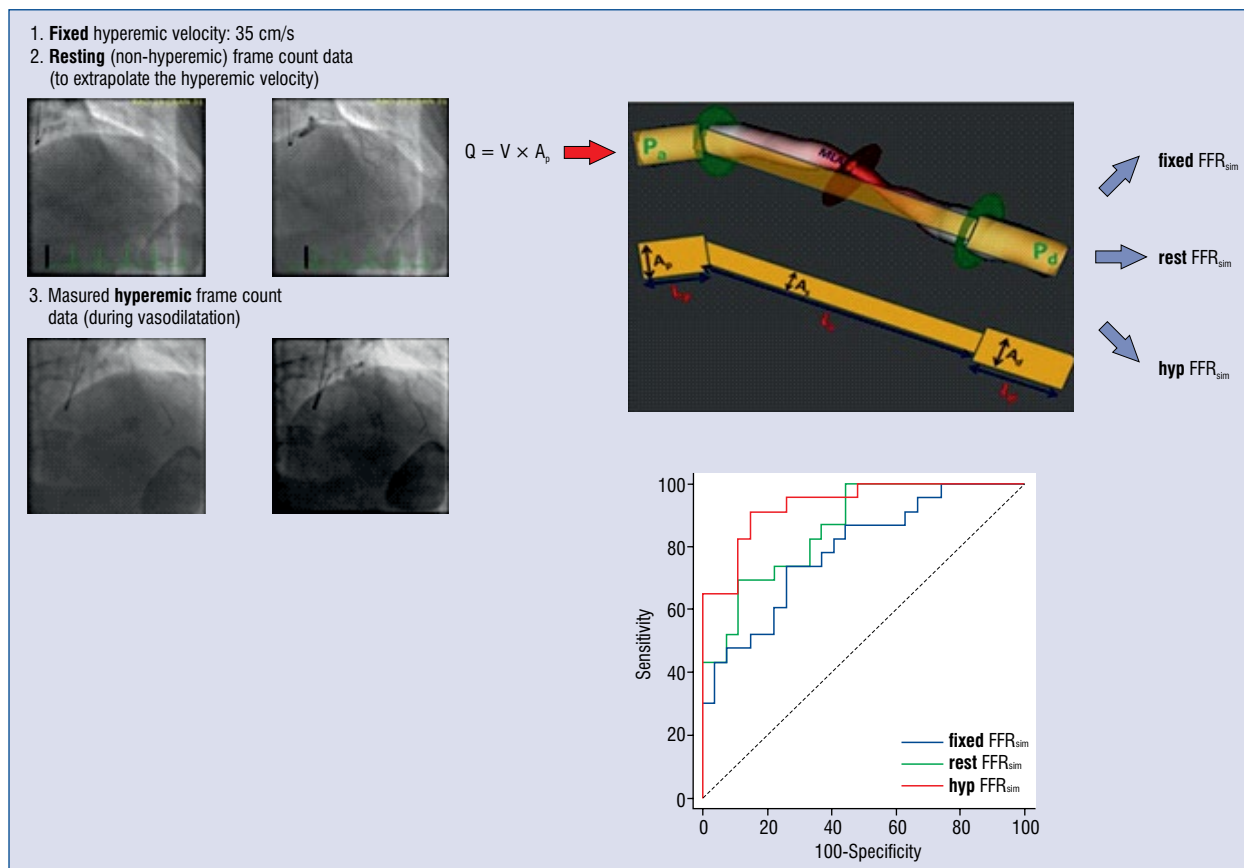 1. Fixed hyperemic velocity: 35 cm/s
2. Resting (non-hyperemic) frame count data
(to extrapolate the hyperemic velocity)
3. Masured hyperemic frame count
data (during vasodilatation)
Q = V × Ap
Pa
Pd
Ap
As
Ad
fixed FFRsim
rest FFRsim
hyp FFRsim
Sensitivity
100
80
60
40
20
0
fixed FFRsim
rest FFRsim
hyp FFRsim
0 20 40 60 80 100
100-Specificity